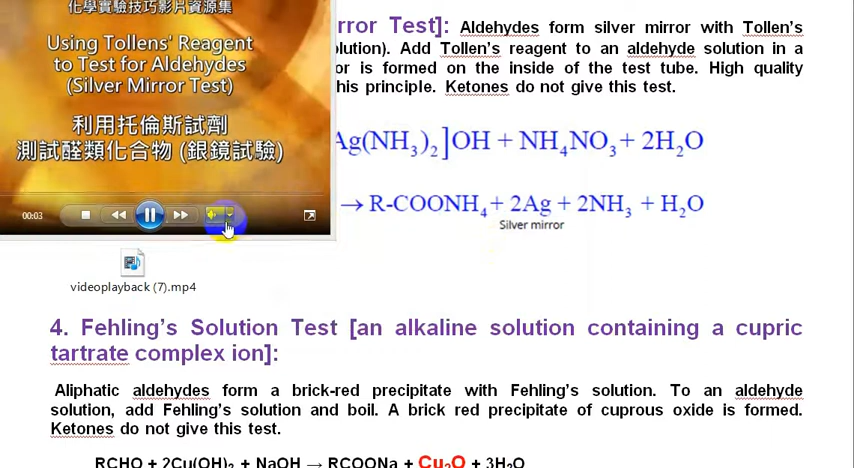 化學實驗技巧影片資源集
Using Tollens' Reagent
to Test for Aldehydes
(Silver Mirror Test)
利用托倫斯試劑
測試醛類化合物 (銀鏡試驗)
00:03
videoplayback (7).mp4
rror Test]: Aldehydes form silver mirror with Tollen's
lution). Add Tollen's reagent to an aldehyde solution in a
or is formed on the inside of the test tube. High quality
his principle. Ketones do not give this test.
Ag(NH₃)₂]OH + NH₄NO₃ + 2H₂O
→ R-COONH₄ + 2Ag + 2NH₃ + H₂O
Silver mirror
4. Fehling's Solution Test [an alkaline solution containing a cupric
tartrate complex ion]:
Aliphatic aldehydes form a brick-red precipitate with Fehling's solution. To an aldehyde
solution, add Fehling's solution and boil. A brick red precipitate of cuprous oxide is formed.
Ketones do not give this test.
RCHO + 2Cu(OH)₂ + NaOH → RCOONa + Cu₂O + 3H₂O